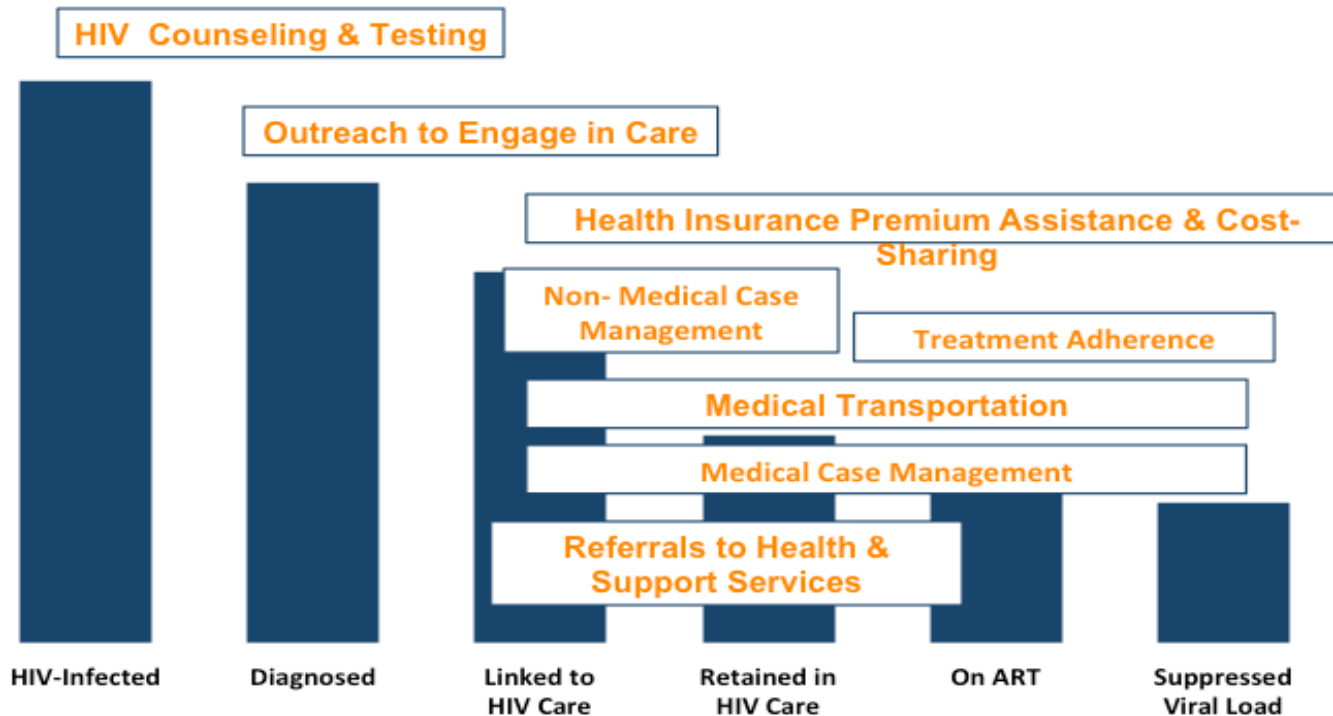 HIV  Counseling & Testing
Outreach to Engage in Care
Health Insurance Premium Assistance & Cost-
Sharing
Non- Medical Case
Management
Treatment Adherence
Medical Transportation
Medical Case Management
Referrals to Health &
Support Services
HIV-Infected
Diagnosed
Linked to
HIV Care
Retained in
HIV Care
On ART
Suppressed
Viral Load